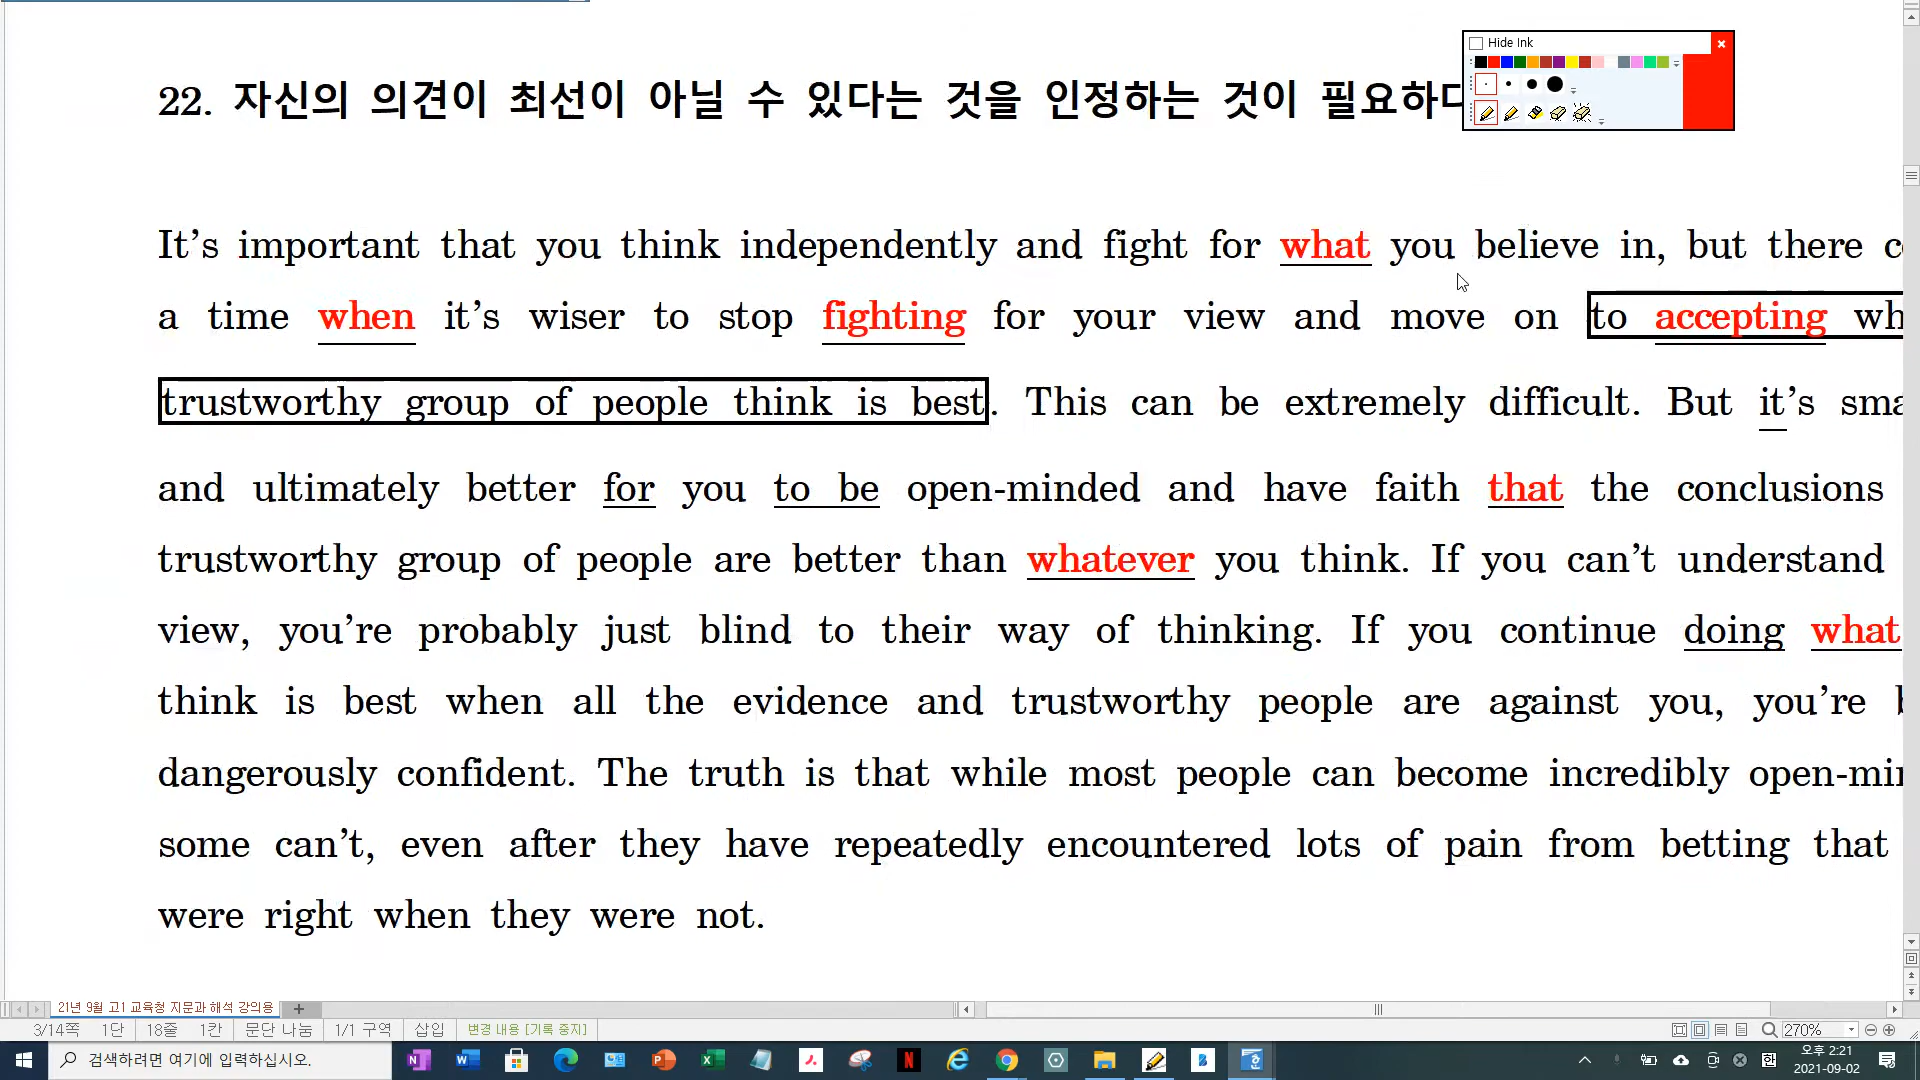 Hide Ink
22. 자신의 의견이 최선이 아닐 수 있다는 것을 인정하는 것이 필요하다
It's important that you think independently and fight for what you believe in, but there
a time when it's wiser to stop fighting for your view and move on to accepting
trustworthy group of people think is best. This can be extremely difficult. But it's
and ultimately better for you to be open-minded and have faith that the conclusions
trustworthy group of people are better than whatever you think. If you can't understand
view, you're probably just blind to their way of thinking. If you continue doing what
think is best when all the evidence and trustworthy people are against you, you're
dangerously confident. The truth is that while most people can become incredibly
some can't, even after they have repeatedly encountered lots of pain from betting that
were right when they were not.
21년 9월 고1 교육청 지문과 해석 강의용
3/14쪽 1단 18줄 1칸 문단 나눔 1/1 구역 삽입 변경 내용 [기록 중지] 270%
검색하려면 여기에 입력하십시오.
오후 2:21
2021-09-02